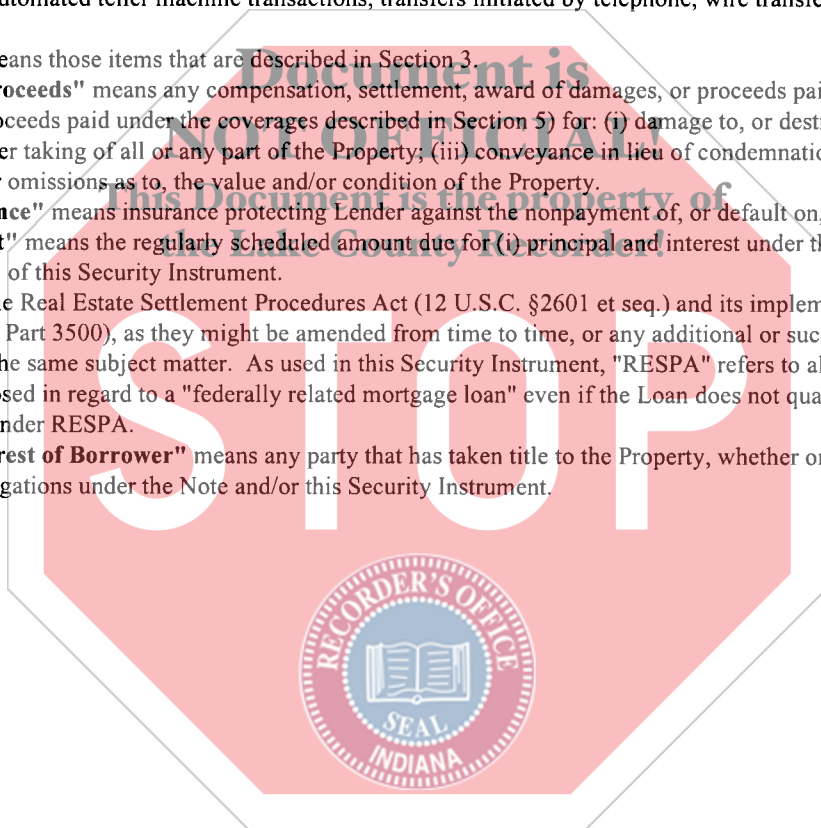 automated teller machine transactions, transfers initiated by telephone, wire transfe
eans those items that are described in Section 3.
roceeds" means any compensation, settlement, award of damages, or proceeds pai
oceeds paid under the coverages described in Section 5) for: (i) damage to, or dest
er taking of all or any part of the Property; (iii) conveyance in lieu of condemnatio
r omissions as to, the value and/or condition of the Property.
nce" means insurance protecting Lender against the nonpayment of, or default on,
t" means the regularly scheduled amount due for (i) principal and interest under th
of this Security Instrument.
e Real Estate Settlement Procedures Act (12 U.S.C. §2601 et seq.) and its implem
Part 3500), as they might be amended from time to time, or any additional or suc
he same subject matter. As used in this Security Instrument, "RESPA" refers to al
sed in regard to a "federally related mortgage loan" even if the Loan does not qua
nder RESPA.
rest of Borrower" means any party that has taken title to the Property, whether or
gations under the Note and/or this Security Instrument.
Document is
NOT OFFICIAL!
This Document is the property of
the Lake County Recorder!
STOP
RECORDER'S OFFICE
SEAL
INDIANA